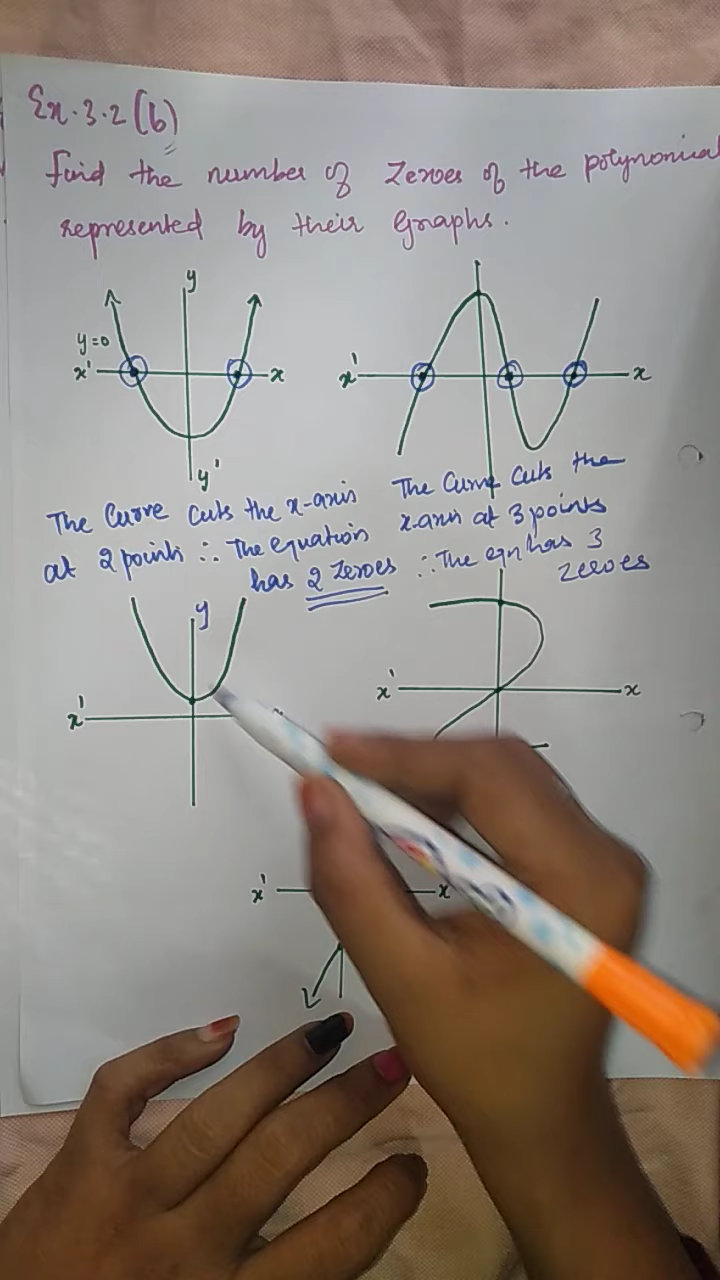 Ex.3.2(b)
find the number of zeroes of the polynomial
represented by their Graphs.
y
y=0
x' x
y'
x' x
The Curve cuts the x-axis
at 2 points ∴ The equation
has 2 zeroes
The Curve cuts the
x-axis at 3 points
∴ The eqn has 3
zeroes
y
x'
x' x
x' x